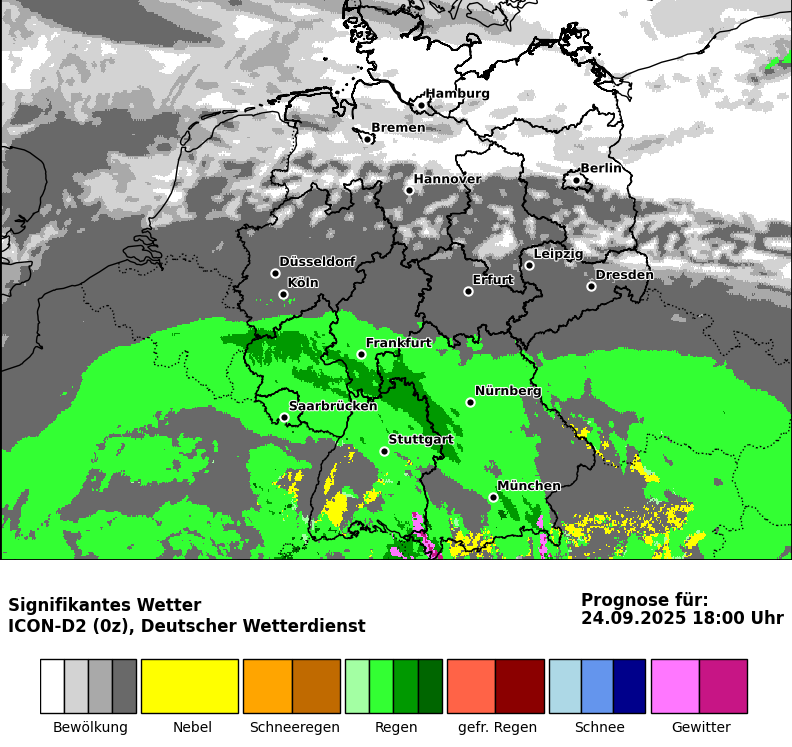 Hamburg
Bremen
Berlin
Hannover
Düsseldorf
Leipzig
Köln
Erfurt
Dresden
Frankfurt
Nürnberg
Saarbrücken
Stuttgart
München
Signifikantes Wetter
ICON-D2 (0z), Deutscher Wetterdienst
Prognose für:
24.09.2025 18:00 Uhr
Bewölkung Nebel Schneeregen Regen gefr. Regen Schnee Gewitter